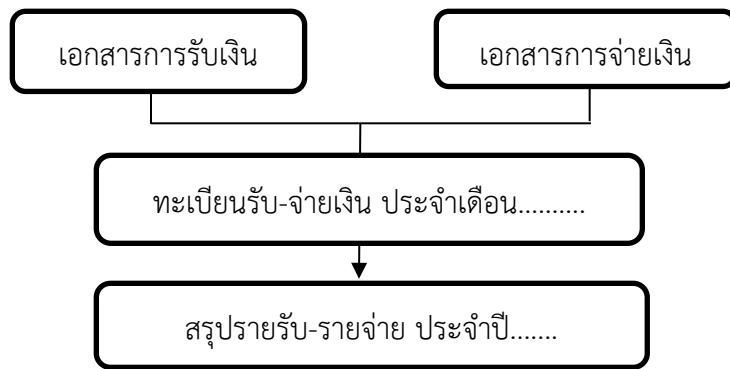 เอกสารการรับเงิน
เอกสารการจ่ายเงิน
ทะเบียนรับ-จ่ายเงิน ประจำเดือน..........
สรุปรายรับ-รายจ่าย ประจำปี.......